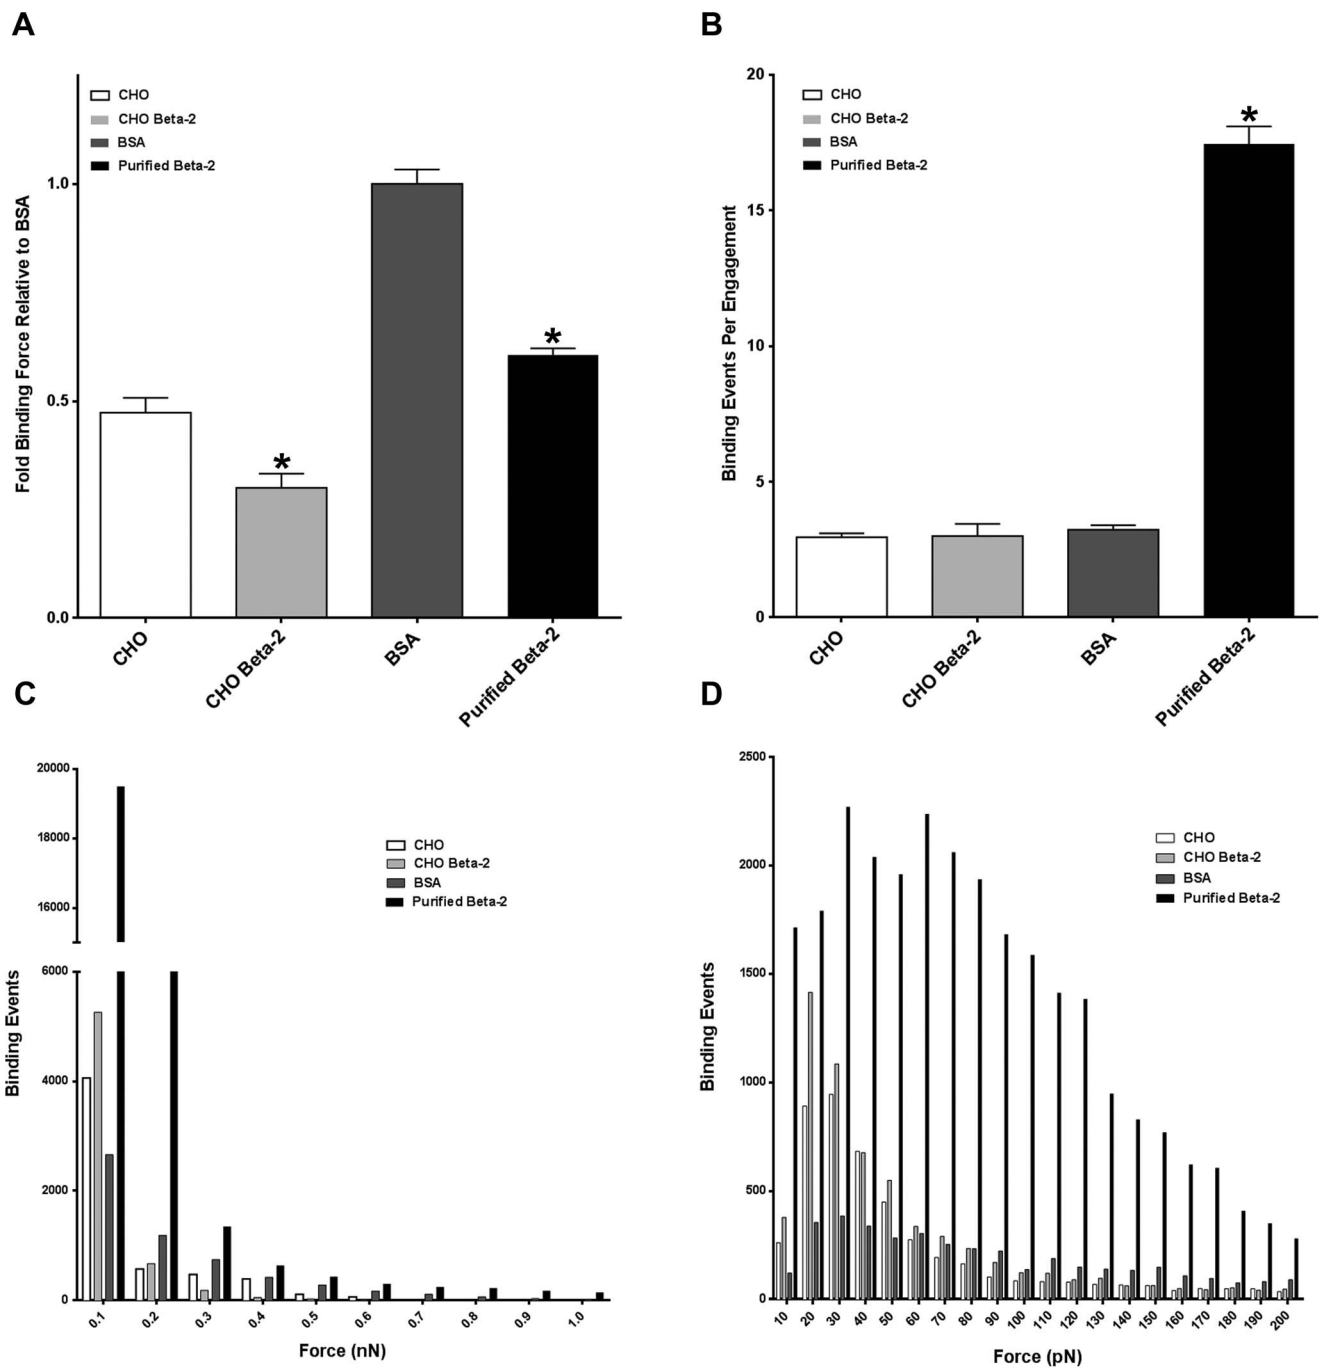 A
CHO
CHO Beta-2
BSA
Purified Beta-2
Fold Binding Force Relative to BSA
1.0
0.5
0.0
CHO
CHO Beta-2
BSA
Purified Beta-2
*
*
B
CHO
CHO Beta-2
BSA
Purified Beta-2
Binding Events Per Engagement
20
15
10
5
0
CHO
CHO Beta-2
BSA
Purified Beta-2
*
C
CHO
CHO Beta-2
BSA
Purified Beta-2
Binding Events
20000
18000
16000
6000
4000
2000
0
0.1 0.2 0.3 0.4 0.5 0.6 0.7 0.8 0.9 1.0
Force (nN)
D
CHO
CHO Beta-2
BSA
Purified Beta-2
Binding Events
2500
2000
1500
1000
500
0
10 20 30 40 50 60 70 80 90 100 110 120 130 140 150 160 170 180 190 200
Force (pN)